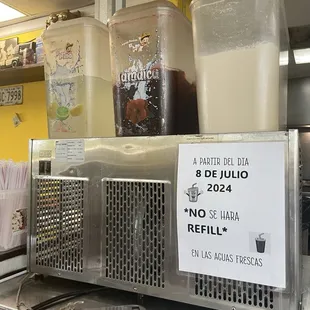 Jamaica
A PARTIR DEL DIA
8 DE JULIO
2024
*NO SE HARA
REFILL*
EN LAS AGUAS FRESCAS